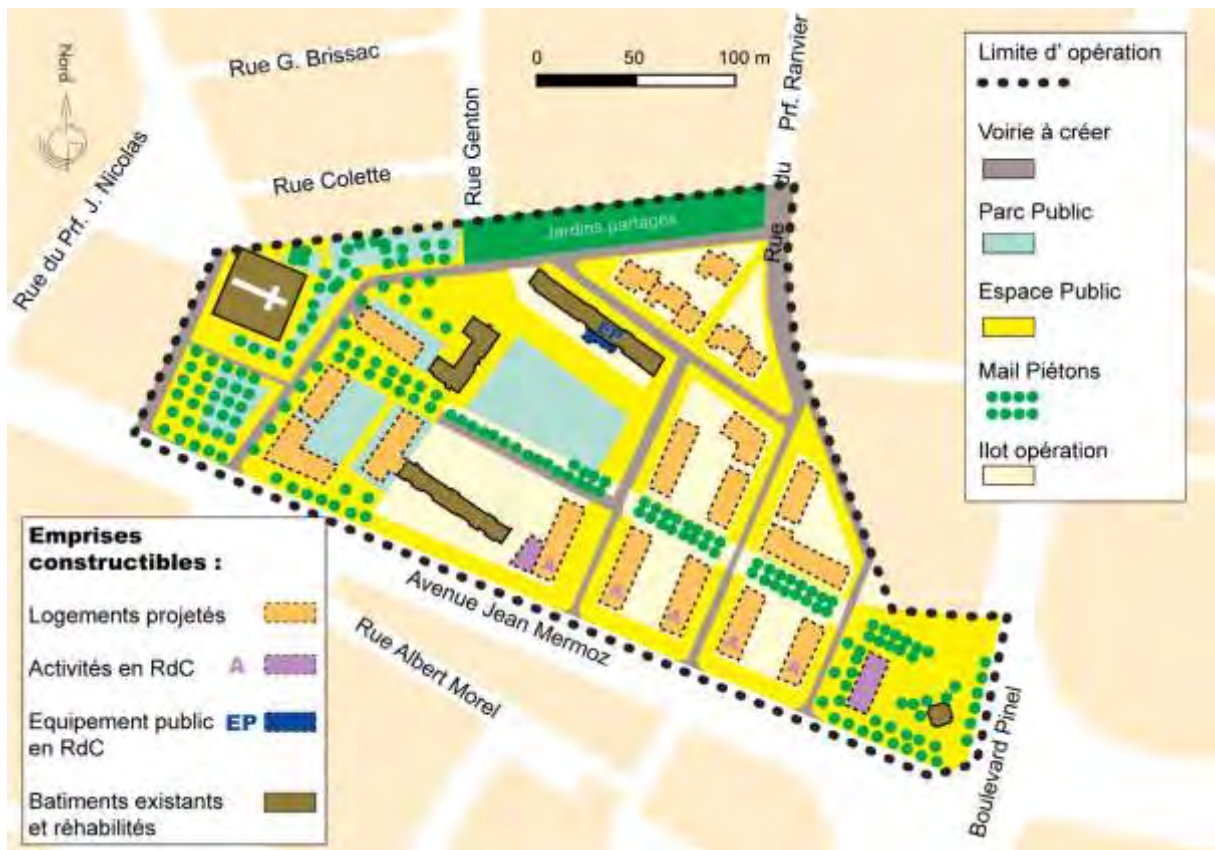 Nord
Rue G. Brissac
0 50 100 m
Rue du Prf. Ranvier
Rue du Prf. J. Nicolas
Rue Colette
Rue Genton
Jardins partagés
EP
A
A
A
A
A
Avenue Jean Mermoz
Rue Albert Morel
Boulevard Pinel
Limite d' opération
Voirie à créer
Parc Public
Espace Public
Mail Piétons
Ilot opération
Emprises
constructibles :
Logements projetés
Activités en RdC A
Equipement public EP
en RdC
Batiments existants
et réhabilités